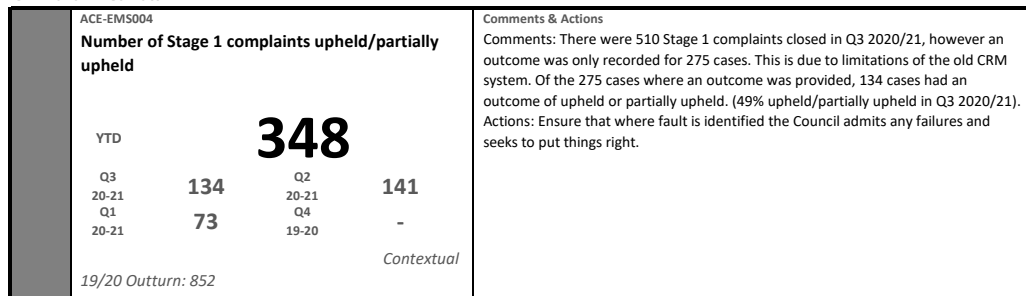 ACE-EMS004
Number of Stage 1 complaints upheld/partially
upheld
YTD 348
Q3 20-21 134 Q2 20-21 141
Q1 20-21 73 Q4 19-20 -
Contextual
19/20 Outturn: 852
Comments & Actions
Comments: There were 510 Stage 1 complaints closed in Q3 2020/21, however an
outcome was only recorded for 275 cases. This is due to limitations of the old CRM
system. Of the 275 cases where an outcome was provided, 134 cases had an
outcome of upheld or partially upheld. (49% upheld/partially upheld in Q3 2020/21).
Actions: Ensure that where fault is identified the Council admits any failures and
seeks to put things right.